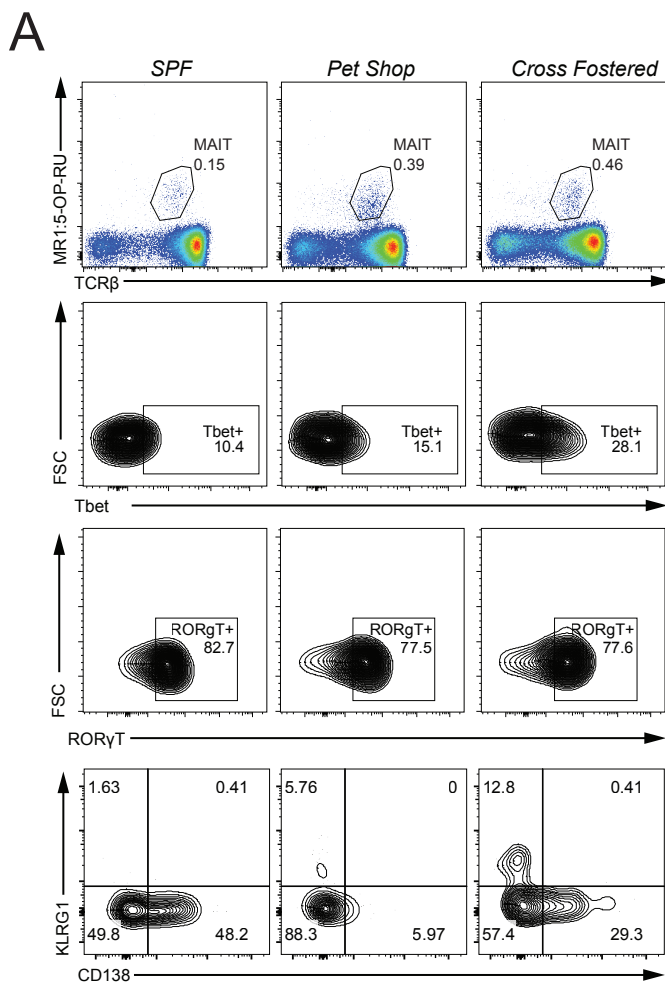 A
SPF Pet Shop Cross Fostered
MR1:5-OP-RU
MAIT
0.15
MAIT
0.39
MAIT
0.46
TCRβ
FSC
Tbet+
10.4
Tbet+
15.1
Tbet+
28.1
Tbet
FSC
RORgT+
82.7
RORgT+
77.5
RORgT+
77.6
RORγT
KLRG1
1.63 0.41
49.8 48.2
5.76 0
88.3 5.97
12.8 0.41
57.4 29.3
CD138